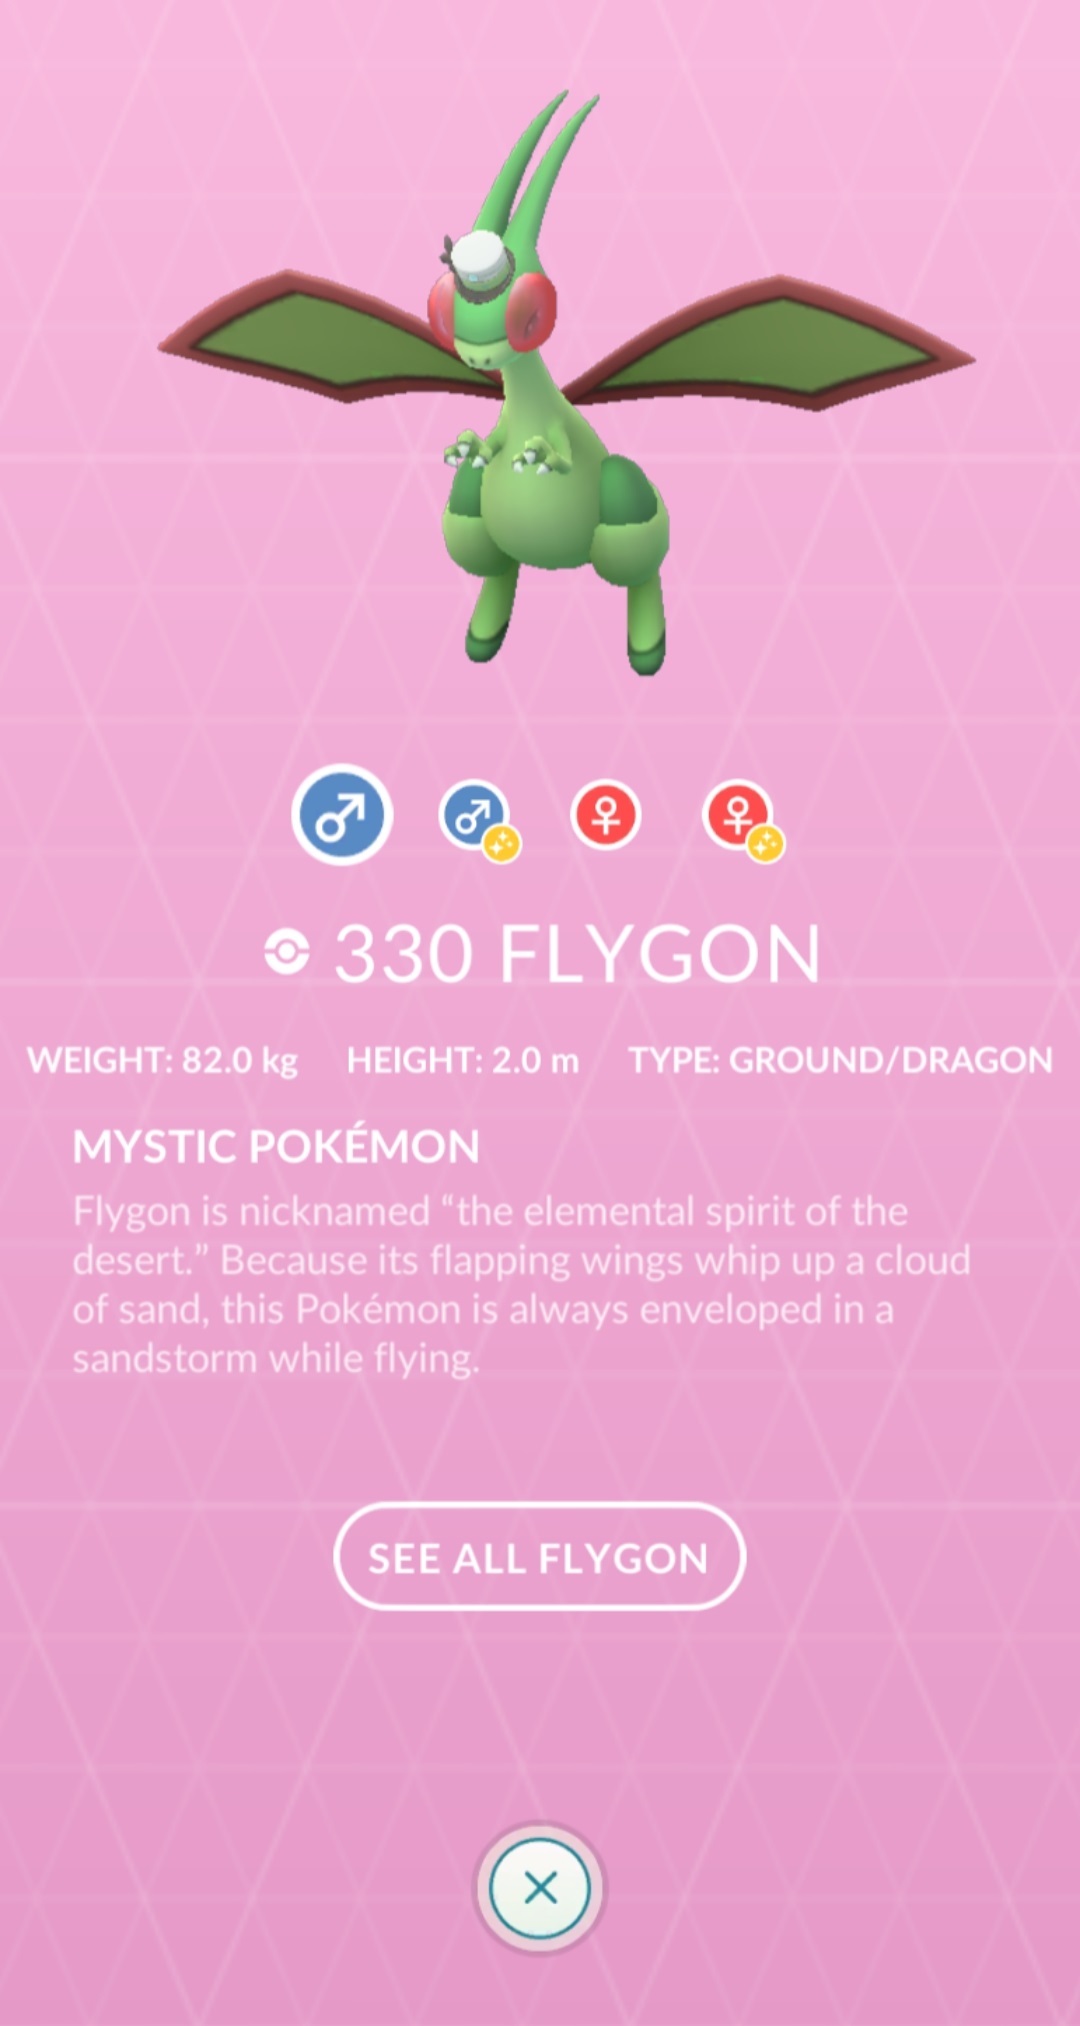 330 FLYGON
WEIGHT: 82.0 kg HEIGHT: 2.0 m TYPE: GROUND/DRAGON
MYSTIC POKÉMON
Flygon is nicknamed “the elemental spirit of the
desert.” Because its flapping wings whip up a cloud
of sand, this Pokémon is always enveloped in a
sandstorm while flying.
SEE ALL FLYGON